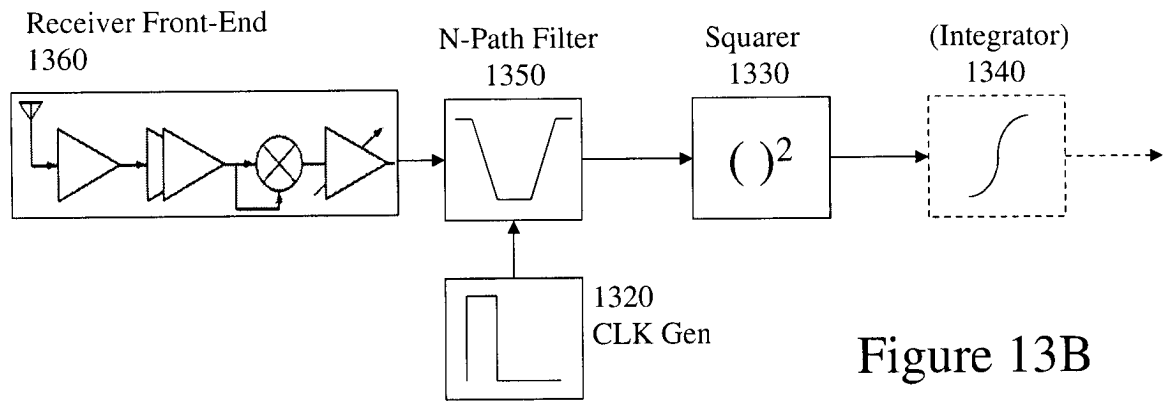 Receiver Front-End
1360
N-Path Filter
1350
Squarer
1330
(Integrator)
1340
( )²
1320
CLK Gen
Figure 13B